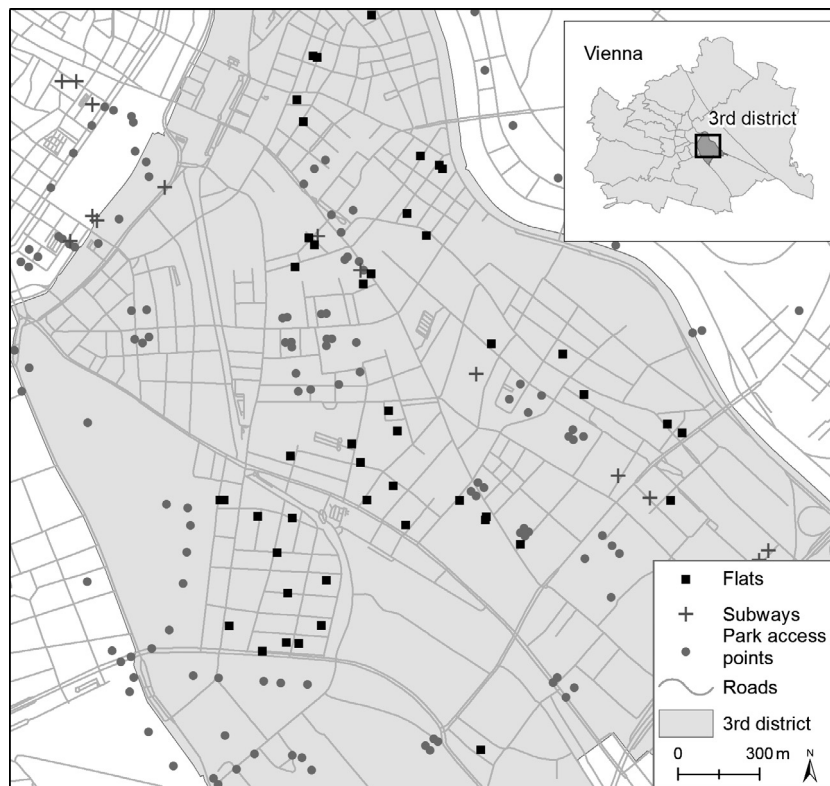 Vienna
3rd district
Flats
Subways
Park access
points
Roads
3rd district
0 300 m
N